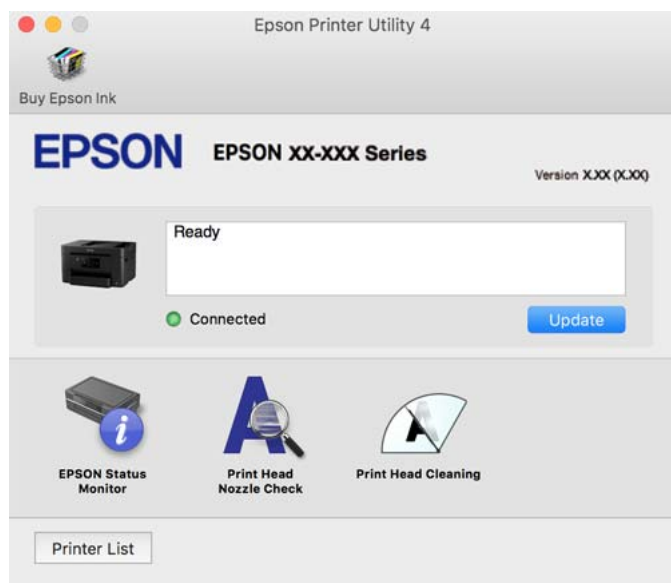 Epson Printer Utility 4
Buy Epson Ink
EPSON
EPSON XX-XXX Series
Version X.XX (X.XX)
Ready
Connected
Update
EPSON Status
Monitor
Print Head
Nozzle Check
Print Head Cleaning
Printer List